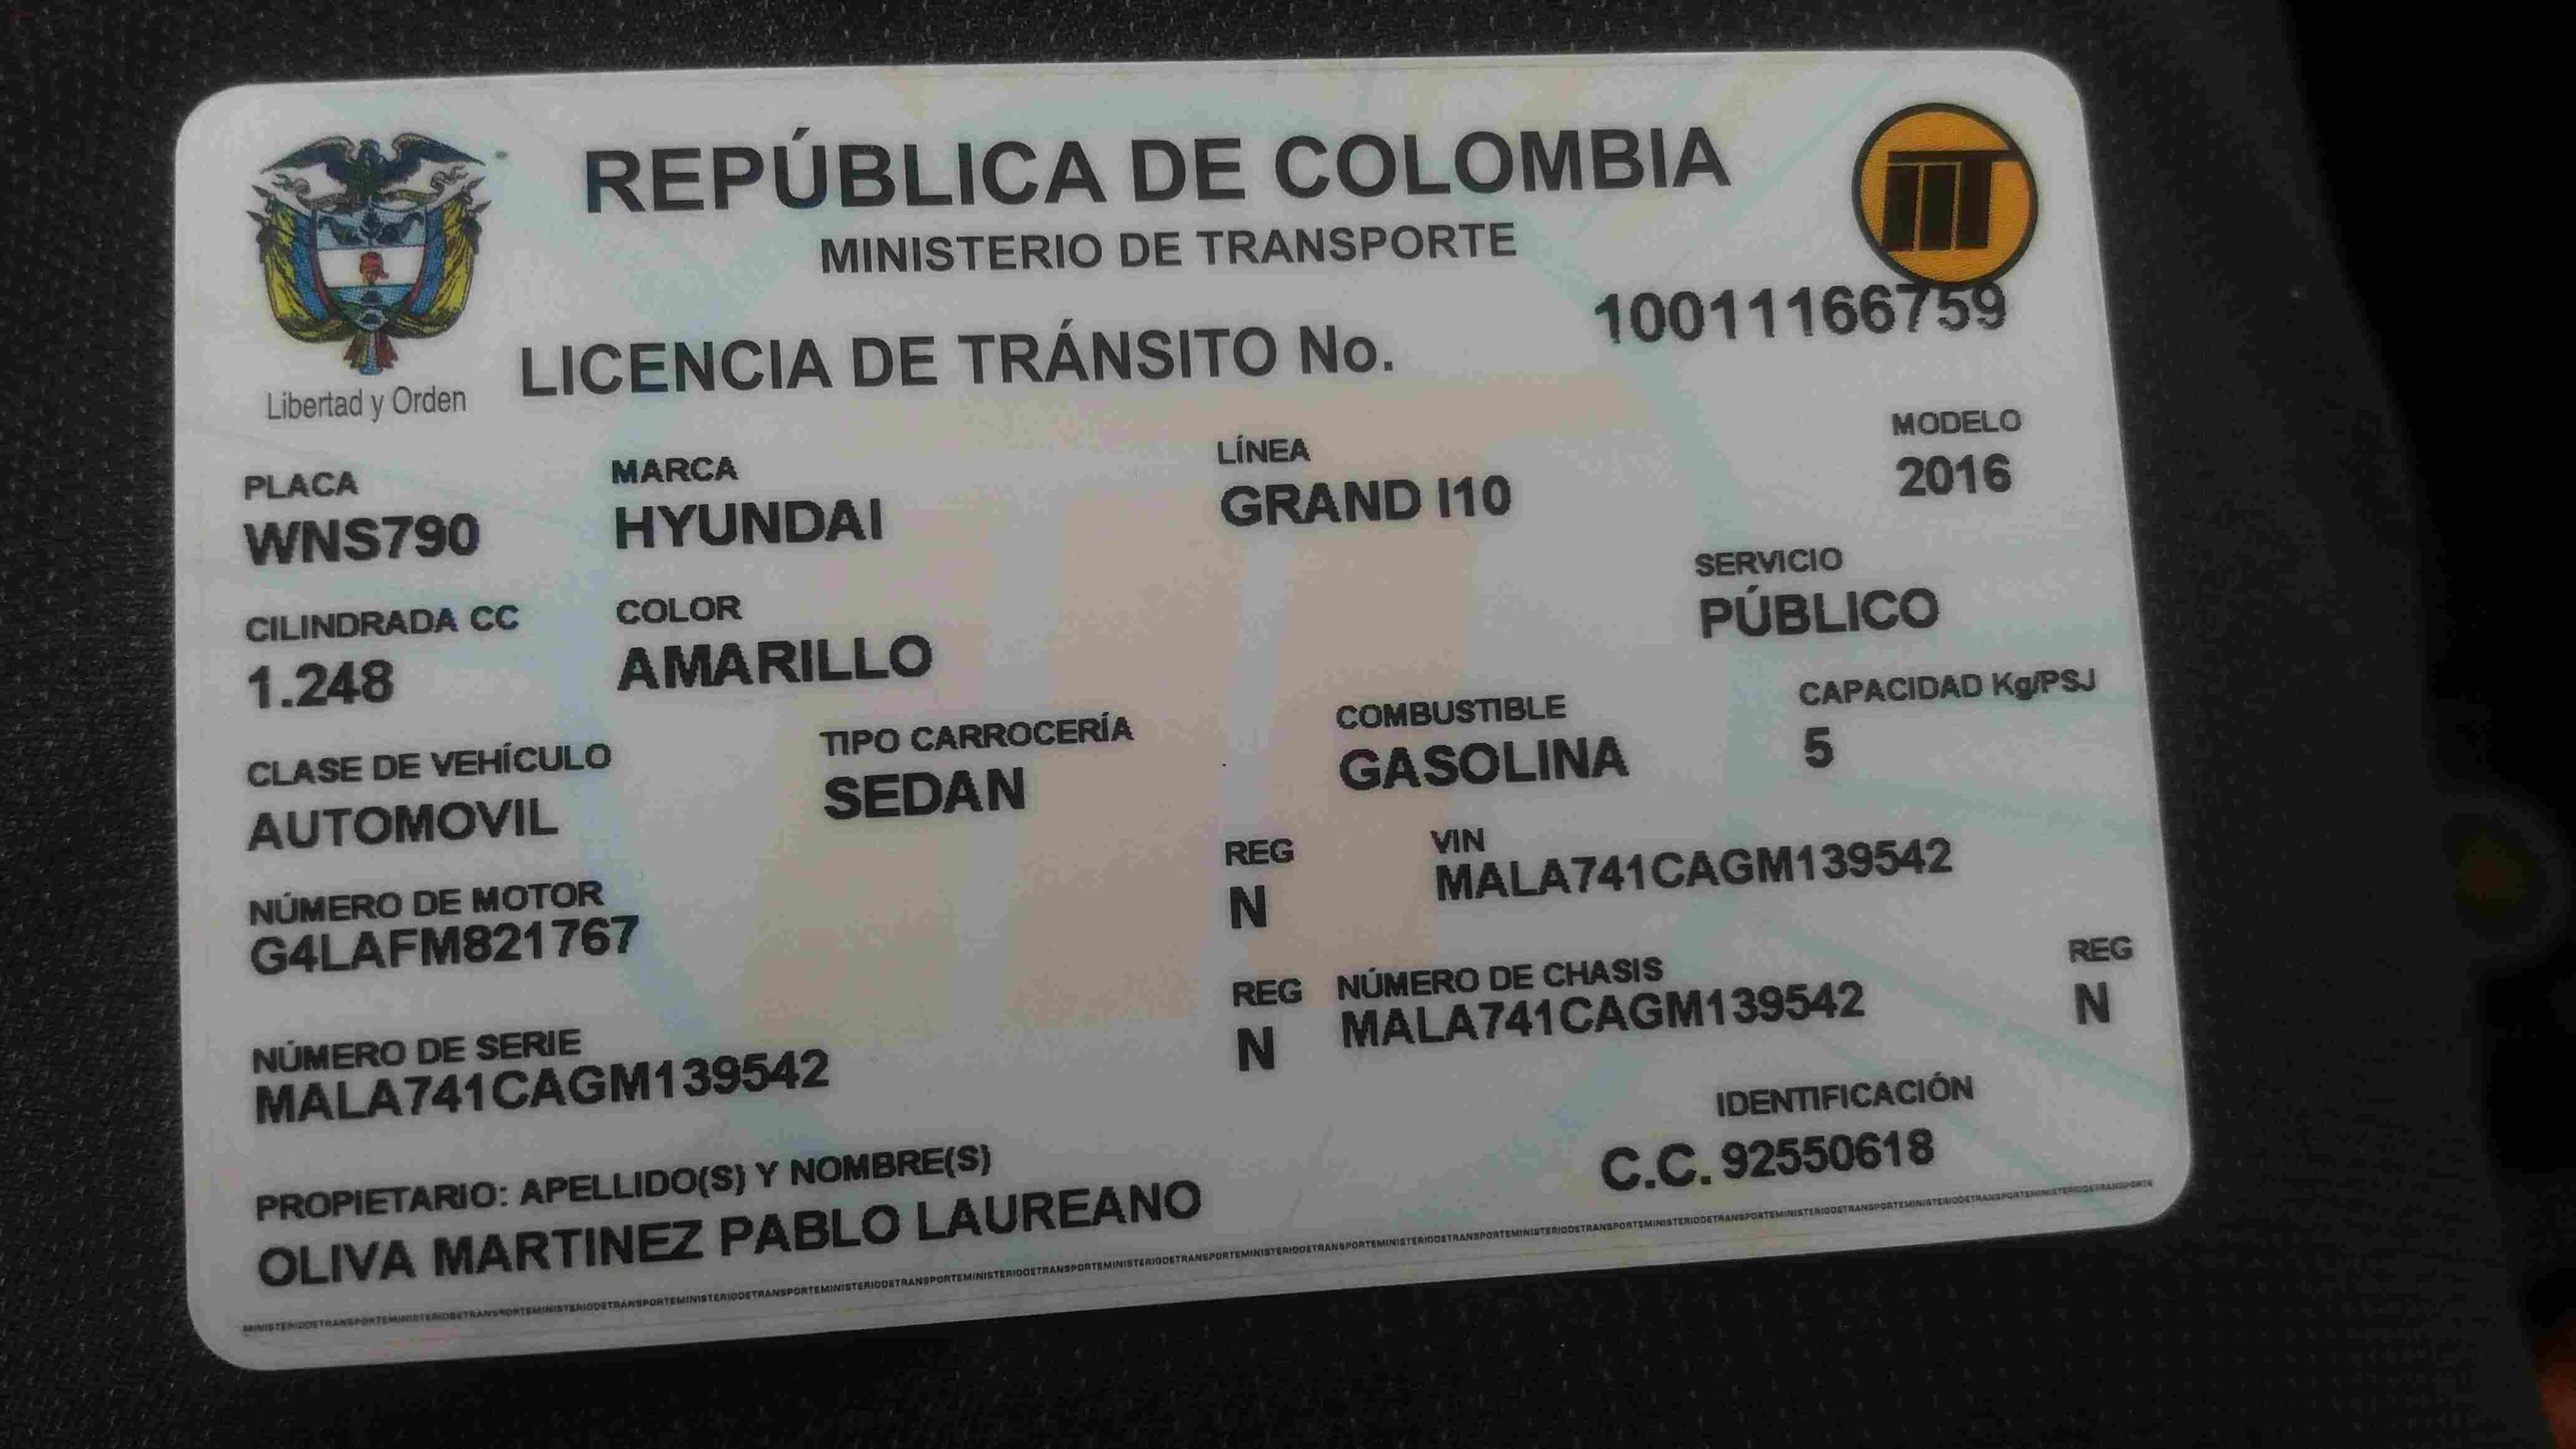 REPÚBLICA DE COLOMBIA
MINISTERIO DE TRANSPORTE
LICENCIA DE TRÁNSITO No. 10011166759
Libertad y Orden
PLACA MARCA LÍNEA MODELO
WNS790 HYUNDAI GRAND I10 2016
CILINDRADA CC COLOR SERVICIO
1.248 AMARILLO PÚBLICO
CLASE DE VEHÍCULO TIPO CARROCERÍA COMBUSTIBLE CAPACIDAD Kg/PSJ
AUTOMOVIL SEDAN GASOLINA 5
NÚMERO DE MOTOR REG VIN
G4LAFM821767 N MALA741CAGM139542
NÚMERO DE SERIE REG NÚMERO DE CHASIS REG
MALA741CAGM139542 N MALA741CAGM139542 N
PROPIETARIO: APELLIDO(S) Y NOMBRE(S) IDENTIFICACIÓN
OLIVA MARTINEZ PABLO LAUREANO C.C. 92550618
MINISTERIODETRANSPORTEMINISTERIODETRANSPORTEMINISTERIODETRANSPORTEMINISTERIODETRANSPORTEMINISTERIODETRANSPORTEMINISTERIODETRANSPORTEMINISTERIODETRANSPORTEMINISTERIODETRANSPORTEMINISTERIODETRANSPORTEMINISTERIODETRANSPORTEMINISTERIODETRANSPORTEMINISTERIODETRANSPORTEMINISTERIODETRANSPORTE